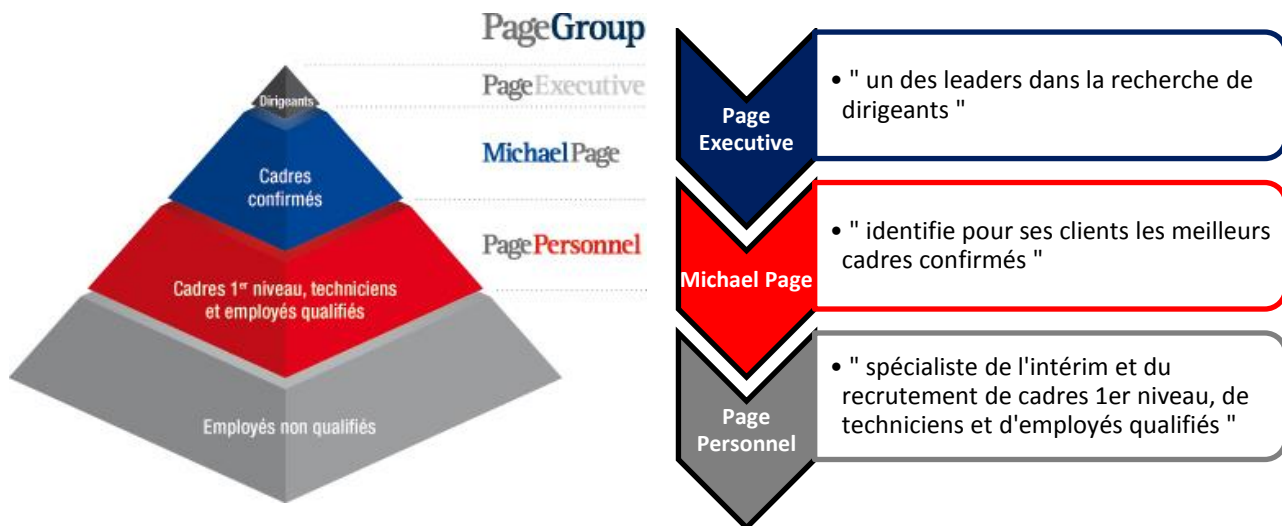 PageGroup
PageExecutive
Dirigeants
MichaelPage
Cadres
confirmés
PagePersonnel
Cadres 1er niveau, techniciens
et employés qualifiés
Employés non qualifiés
Page
Executive
• " un des leaders dans la recherche de
dirigeants "
Michael Page
• " identifie pour ses clients les meilleurs
cadres confirmés "
Page
Personnel
• " spécialiste de l'intérim et du
recrutement de cadres 1er niveau, de
techniciens et d'employés qualifiés "